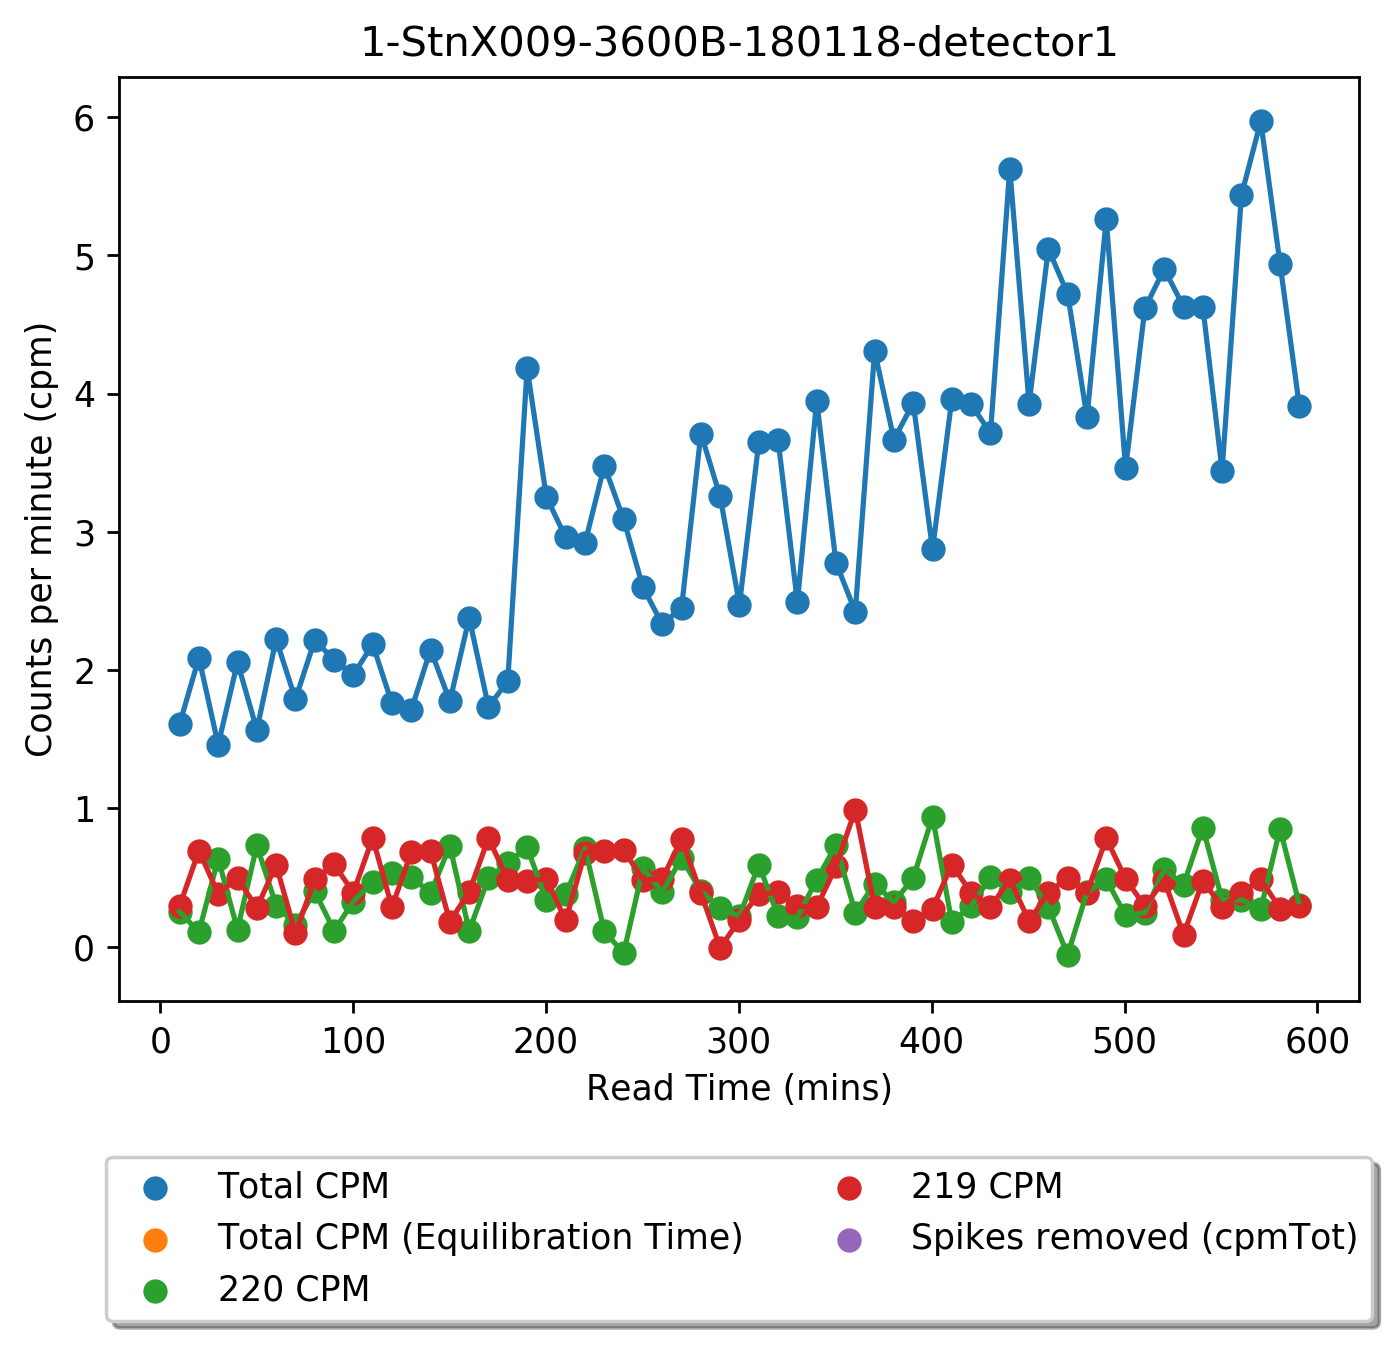 1-StnX009-3600B-180118-detector1
6
5
4
3
2
1
0
Counts per minute (cpm)
0 100 200 300 400 500 600
Read Time (mins)
Total CPM
Total CPM (Equilibration Time)
220 CPM
219 CPM
Spikes removed (cpmTot)